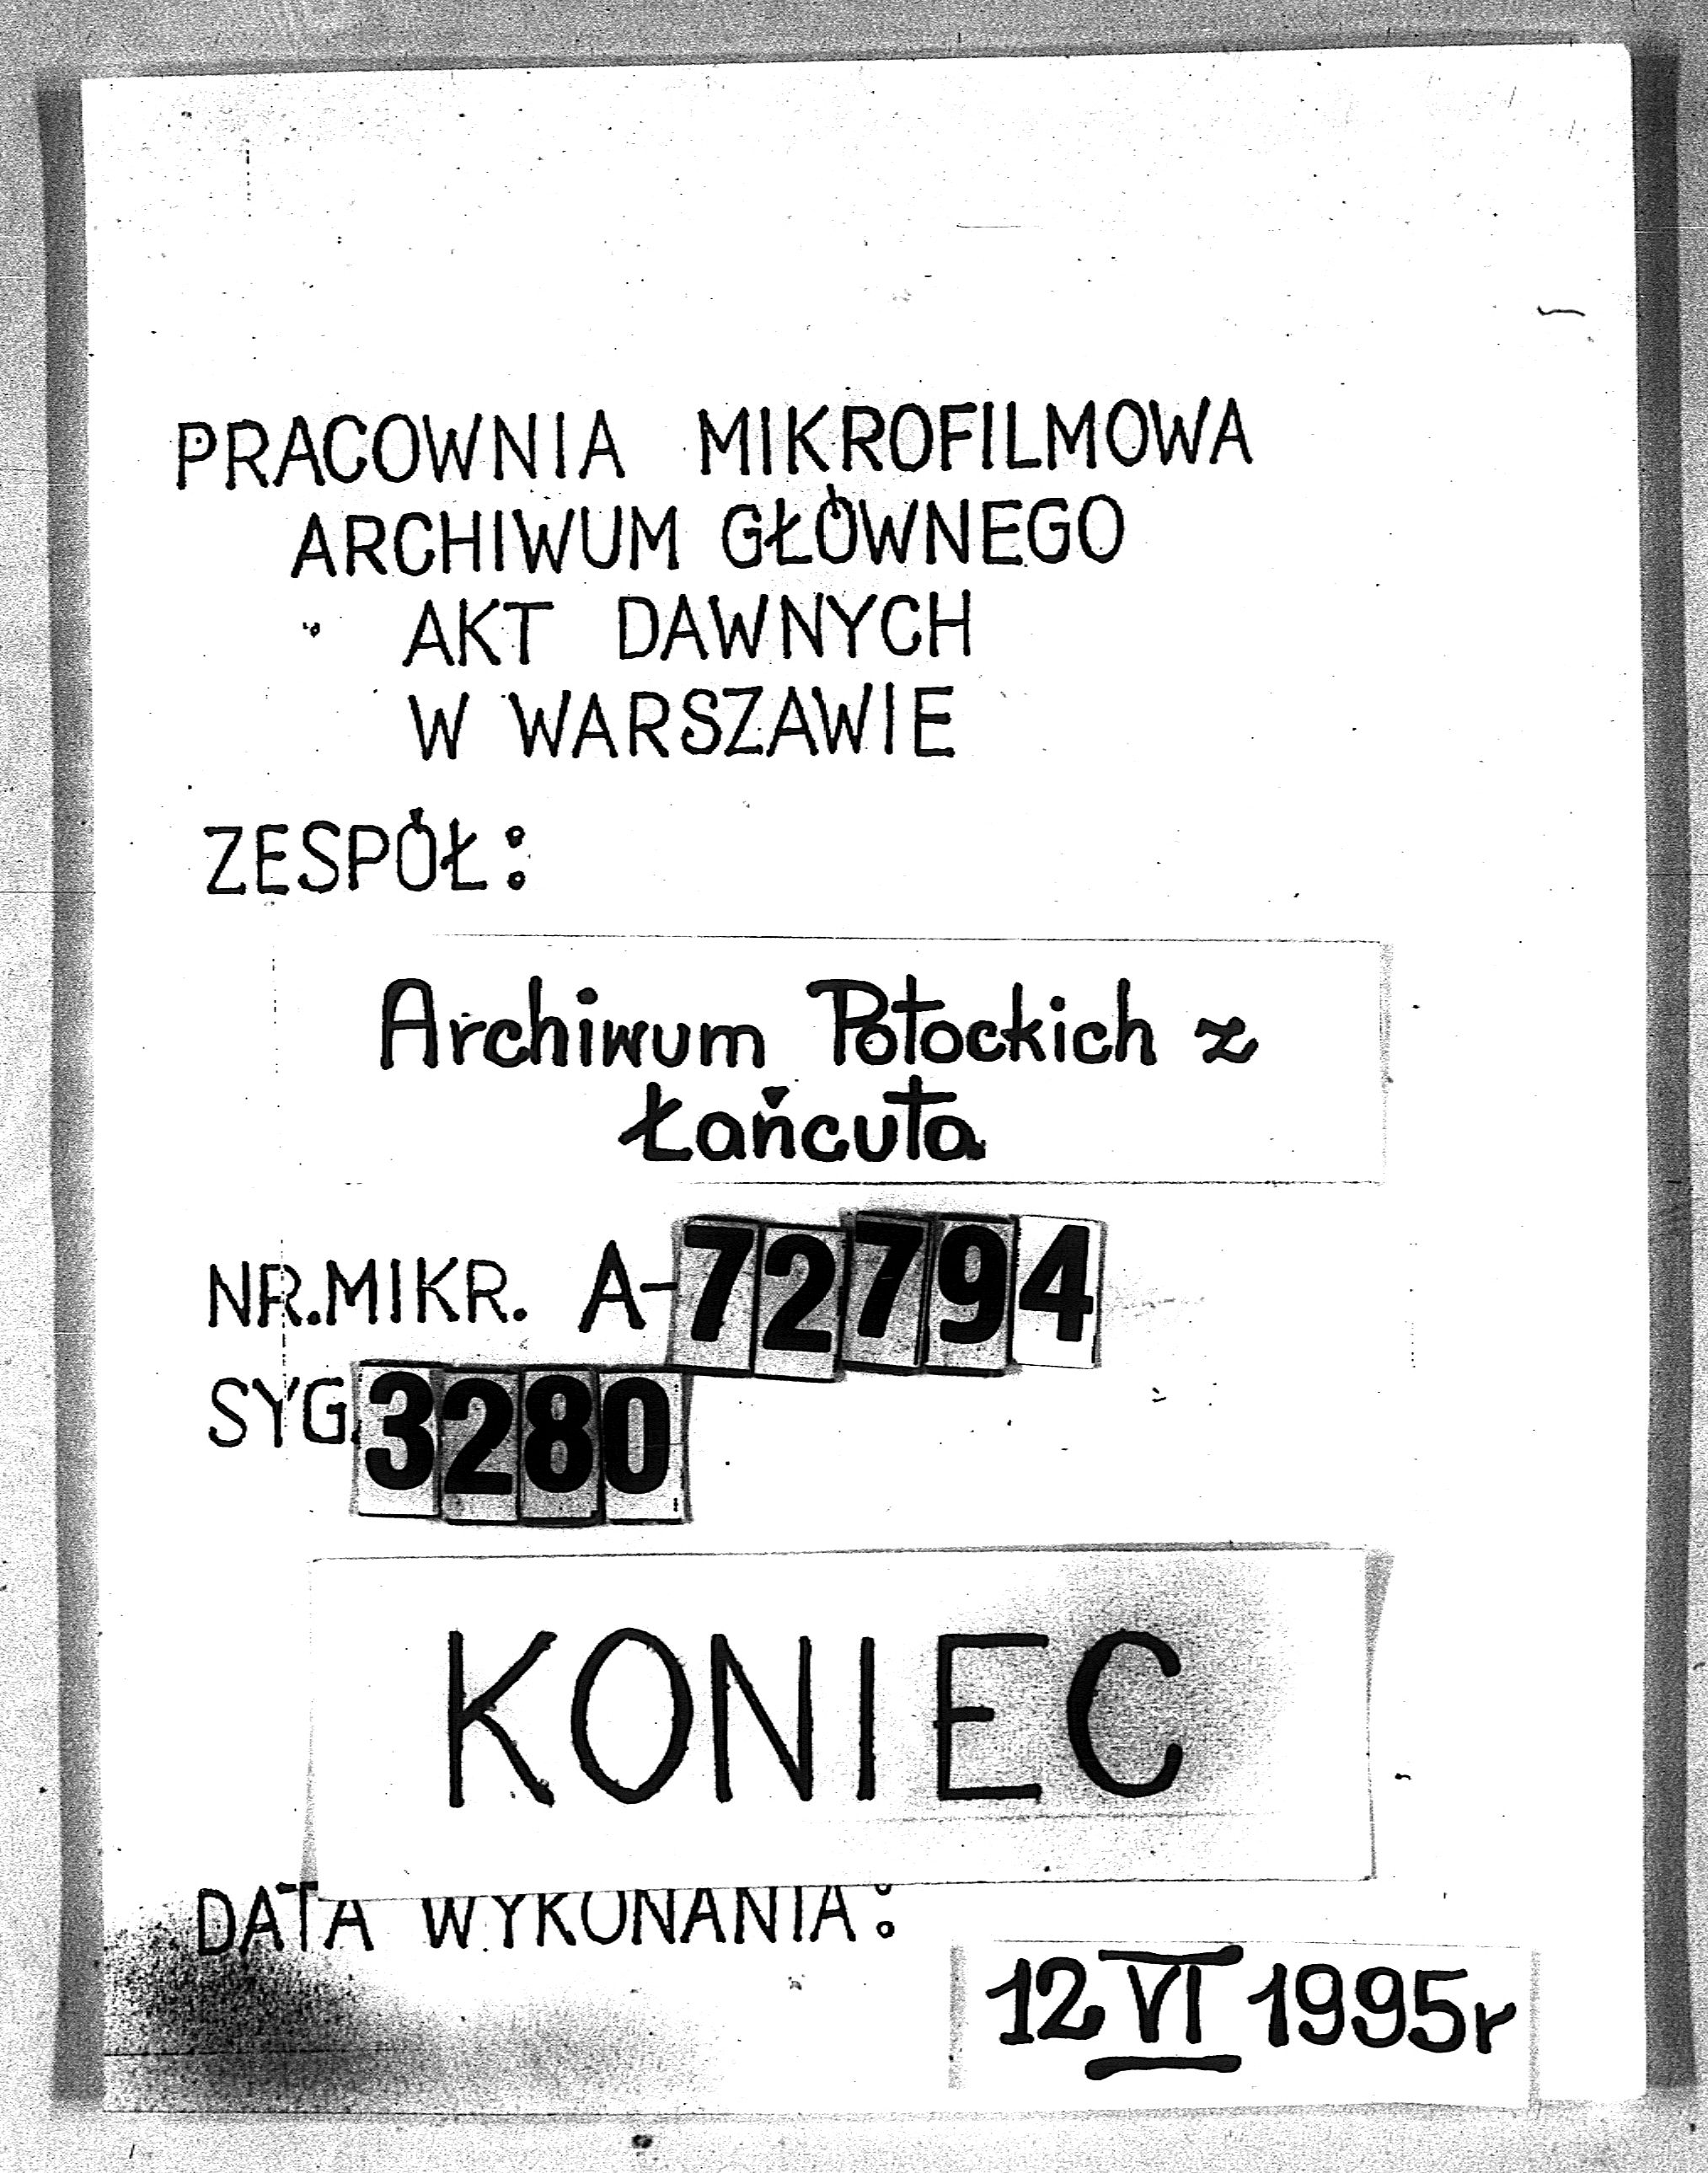 PRACOWNIA MIKROFILMOWA
ARCHIWUM GŁÓWNEGO
AKT DAWNYCH
W WARSZAWIE
ZESPÓŁ:
Archiwum Potockich z
Łańcuta
NR.MIKR. A-72794
SYG.3280
KONIEC
DATA WYKONANIA:
12 VI 1995r